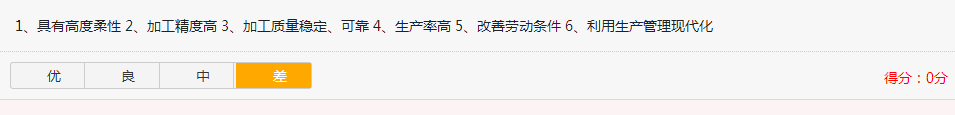 1、具有高度柔性 2、加工精度高 3、加工质量稳定、可靠 4、生产率高 5、改善劳动条件 6、利用生产管理现代化
优 良 中 差
得分：0分